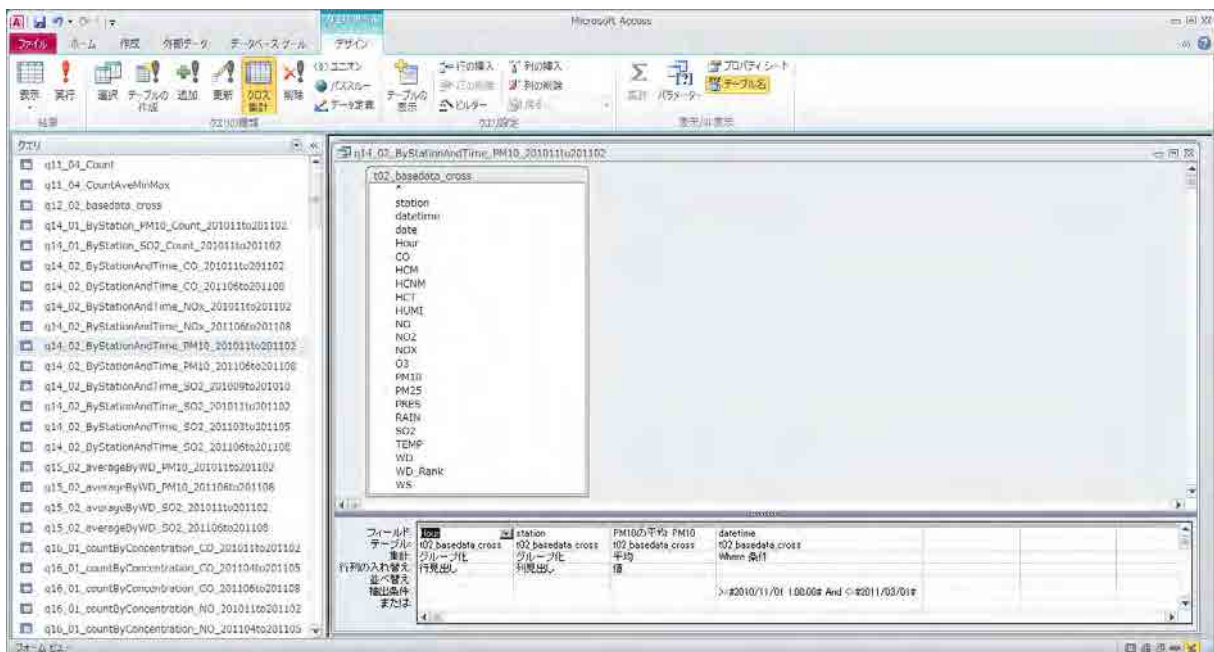 Microsoft Access
ファイル ホーム 作成 外部データ データベース ツール デザイン
表示 実行 選択 テーブルの作成 追加 更新 クロス集計 削除
ユニオン
パススルー
データ定義
テーブルの表示
行の挿入
行の削除
ビルダー
列の挿入
列の削除
パラメーター
プロパティ シート
テーブル名
結果 クエリの種類 クエリ設定 表示/非表示
クエリ
q11_04_Count
q11_04_CountAveMinMax
q12_02_basedata_cross
q14_01_ByStation_PM10_Count_201011to201102
q14_01_ByStation_SO2_Count_201011to201102
q14_02_ByStationAndTime_CO_201011to201102
q14_02_ByStationAndTime_CO_201106to201108
q14_02_ByStationAndTime_NOx_201011to201102
q14_02_ByStationAndTime_NOx_201106to201108
q14_02_ByStationAndTime_PM10_201011to201102
q14_02_ByStationAndTime_PM10_201106to201108
q14_02_ByStationAndTime_SO2_201009to201010
q14_02_ByStationAndTime_SO2_201011to201102
q14_02_ByStationAndTime_SO2_201103to201105
q14_02_ByStationAndTime_SO2_201106to201108
q15_02_averageByWD_PM10_201011to201102
q15_02_averageByWD_PM10_201106to201108
q15_02_averageByWD_SO2_201011to201102
q15_02_averageByWD_SO2_201106to201108
q16_01_countByConcentration_CO_201011to201102
q16_01_countByConcentration_CO_201104to201105
q16_01_countByConcentration_CO_201106to201108
q16_01_countByConcentration_NO_201011to201102
q16_01_countByConcentration_NO_201104to201105
q14_02_ByStationAndTime_PM10_201011to201102
t02_basedata_cross
*
station
datetime
date
Hour
CO
HCM
HCNM
HCT
HUMI
NO
NO2
NOX
O3
PM10
PM25
PRES
RAIN
SO2
TEMP
WD
WD_Rank
WS
フィールド: Hour station PM10の平均: PM10 datetime
テーブル: t02_basedata_cross t02_basedata_cross t02_basedata_cross t02_basedata_cross
集計: グループ化 グループ化 平均 Where 条件
行列の入れ替え: 行見出し 列見出し 値
並べ替え:
抽出条件: >=#2010/11/01 1:00:00# And <=#2011/03/01#
または:
フォーム ビュー